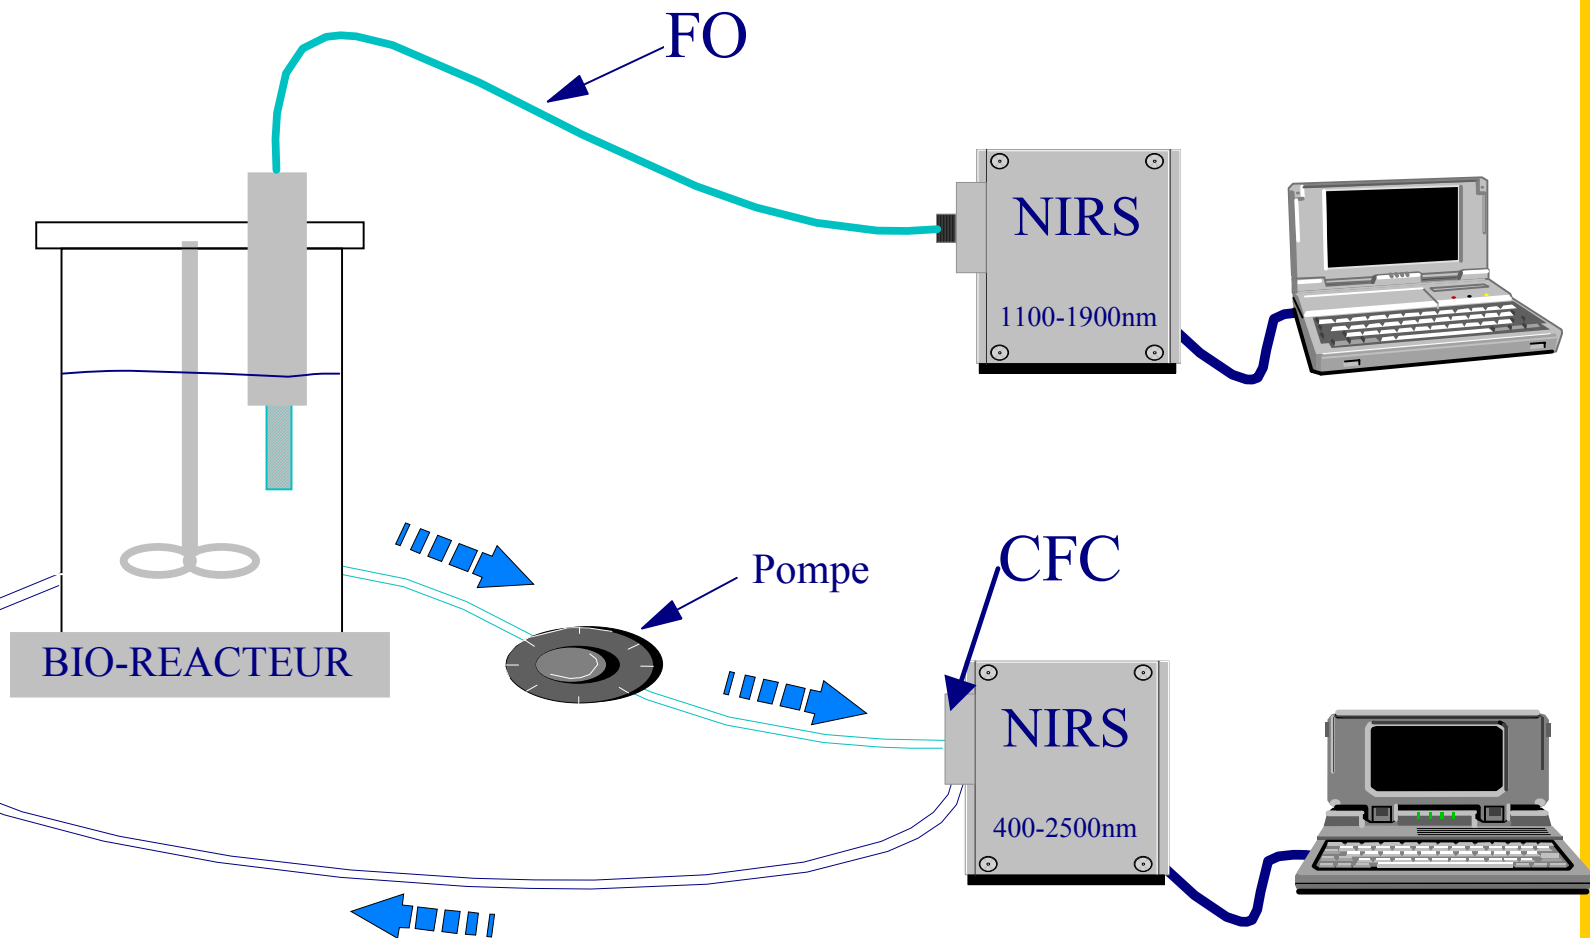 FO
NIRS
1100-1900nm
CFC
Pompe
BIO-REACTEUR
NIRS
400-2500nm